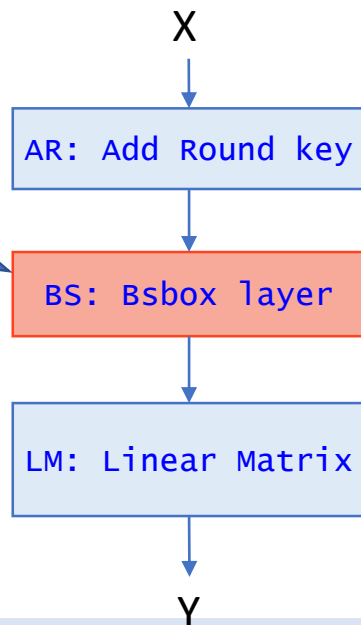 X
AR: Add Round key
BS: Bsbox layer
LM: Linear Matrix
Y